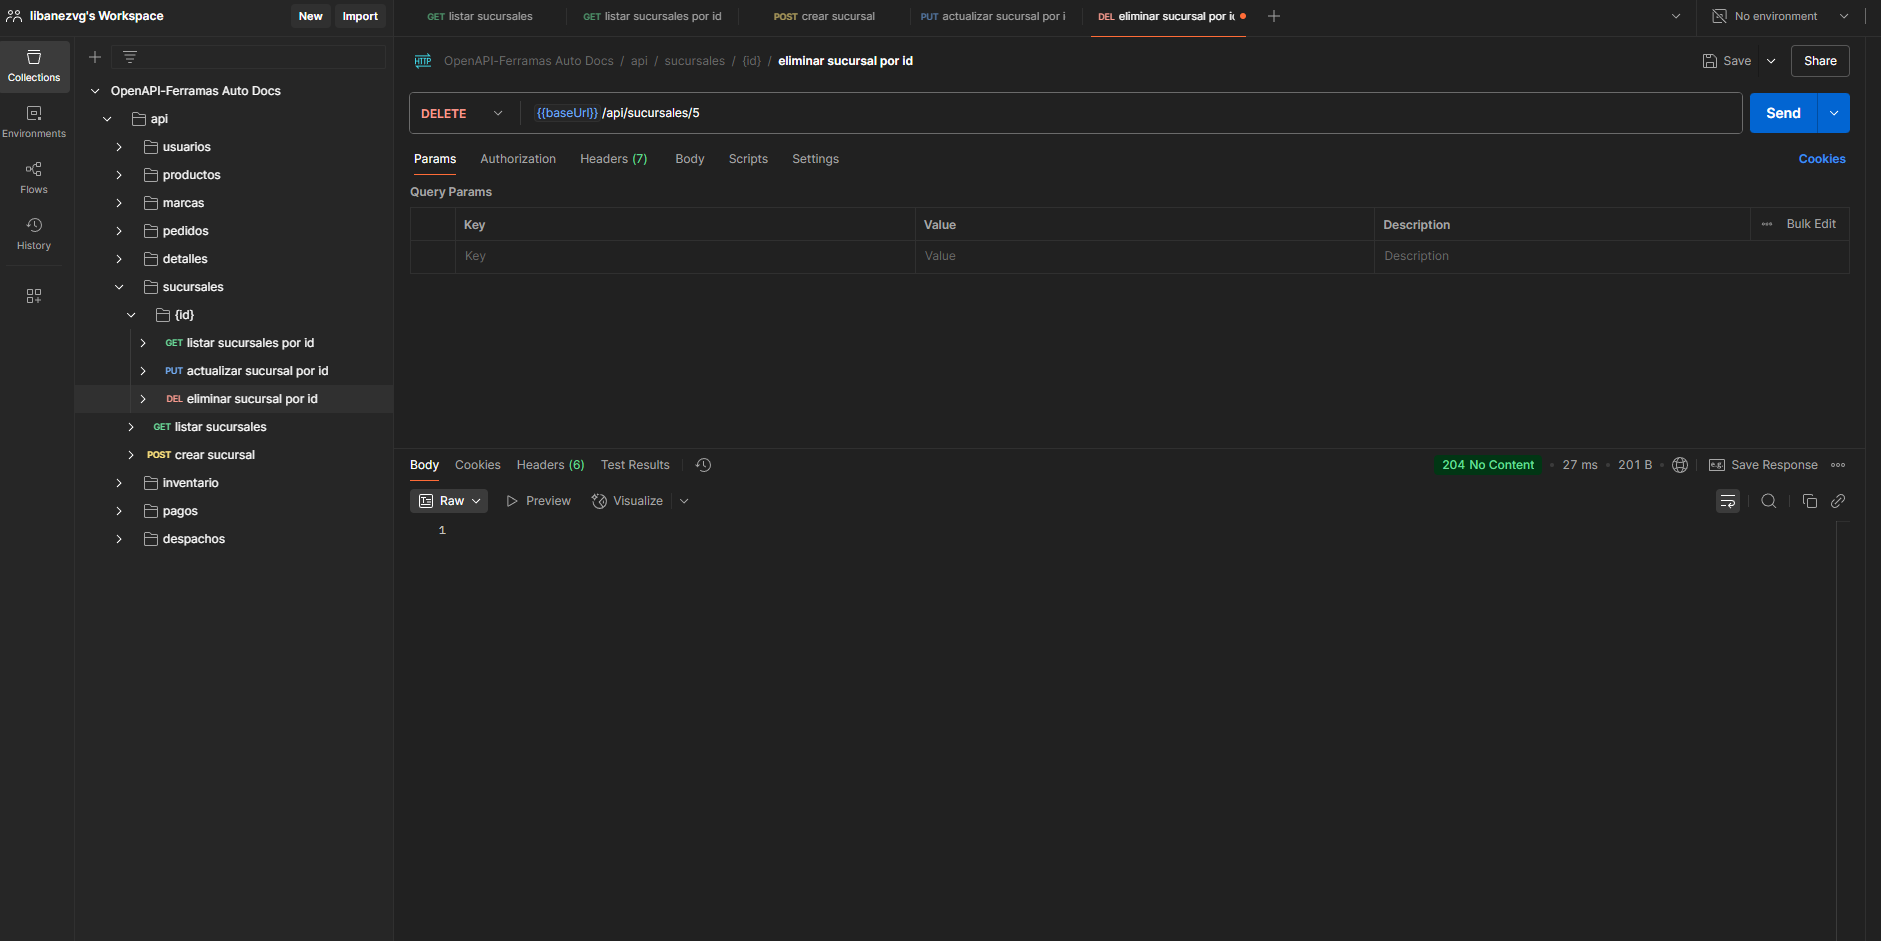 libanezvg's Workspace
New
Import
GET listar sucursales
GET listar sucursales por id
POST crear sucursal
PUT actualizar sucursal por i
DEL eliminar sucursal por ic
No environment
Collections
Environments
Flows
History
OpenAPI-Ferramas Auto Docs
api
usuarios
productos
marcas
pedidos
detalles
sucursales
{id}
GET listar sucursales por id
PUT actualizar sucursal por id
DEL eliminar sucursal por id
GET listar sucursales
POST crear sucursal
inventario
pagos
despachos
HTTP OpenAPI-Ferramas Auto Docs / api / sucursales / {id} / eliminar sucursal por id
Save
Share
DELETE
{{baseUrl}} /api/sucursales/5
Send
Params Authorization Headers (7) Body Scripts Settings
Cookies
Query Params
Key Value Description Bulk Edit
Key Value Description
Body Cookies Headers (6) Test Results
204 No Content 27 ms 201 B e.g. Save Response
Raw Preview Visualize
1